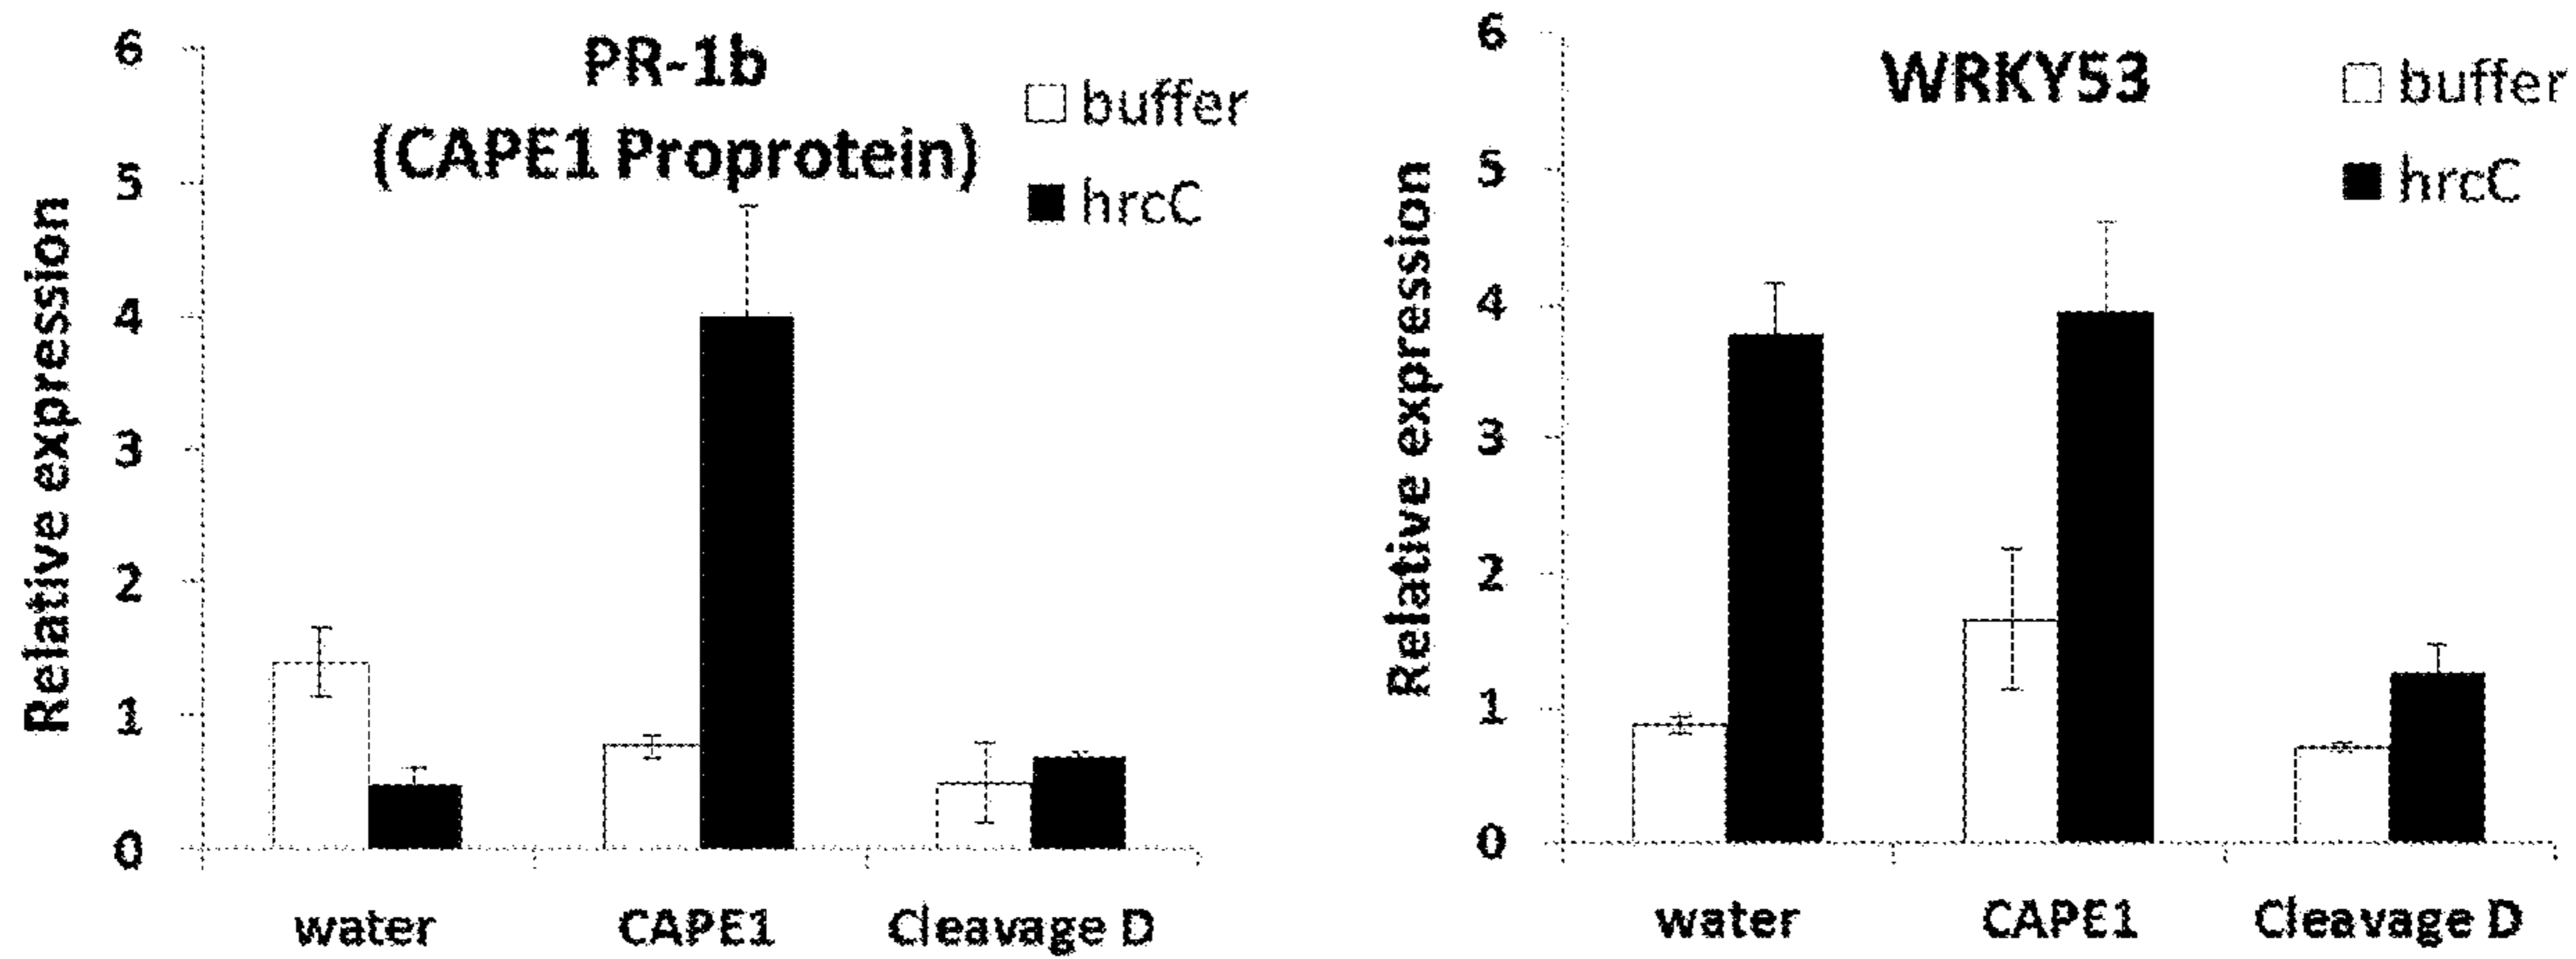 PR-1b
(CAPE1 Proprotein)
buffer
hrcC
Relative expression
6
5
4
3
2
1
0
water CAPE1 Cleavage D
WRKY53
buffer
hrcC
Relative expression
6
5
4
3
2
1
0
water CAPE1 Cleavage D